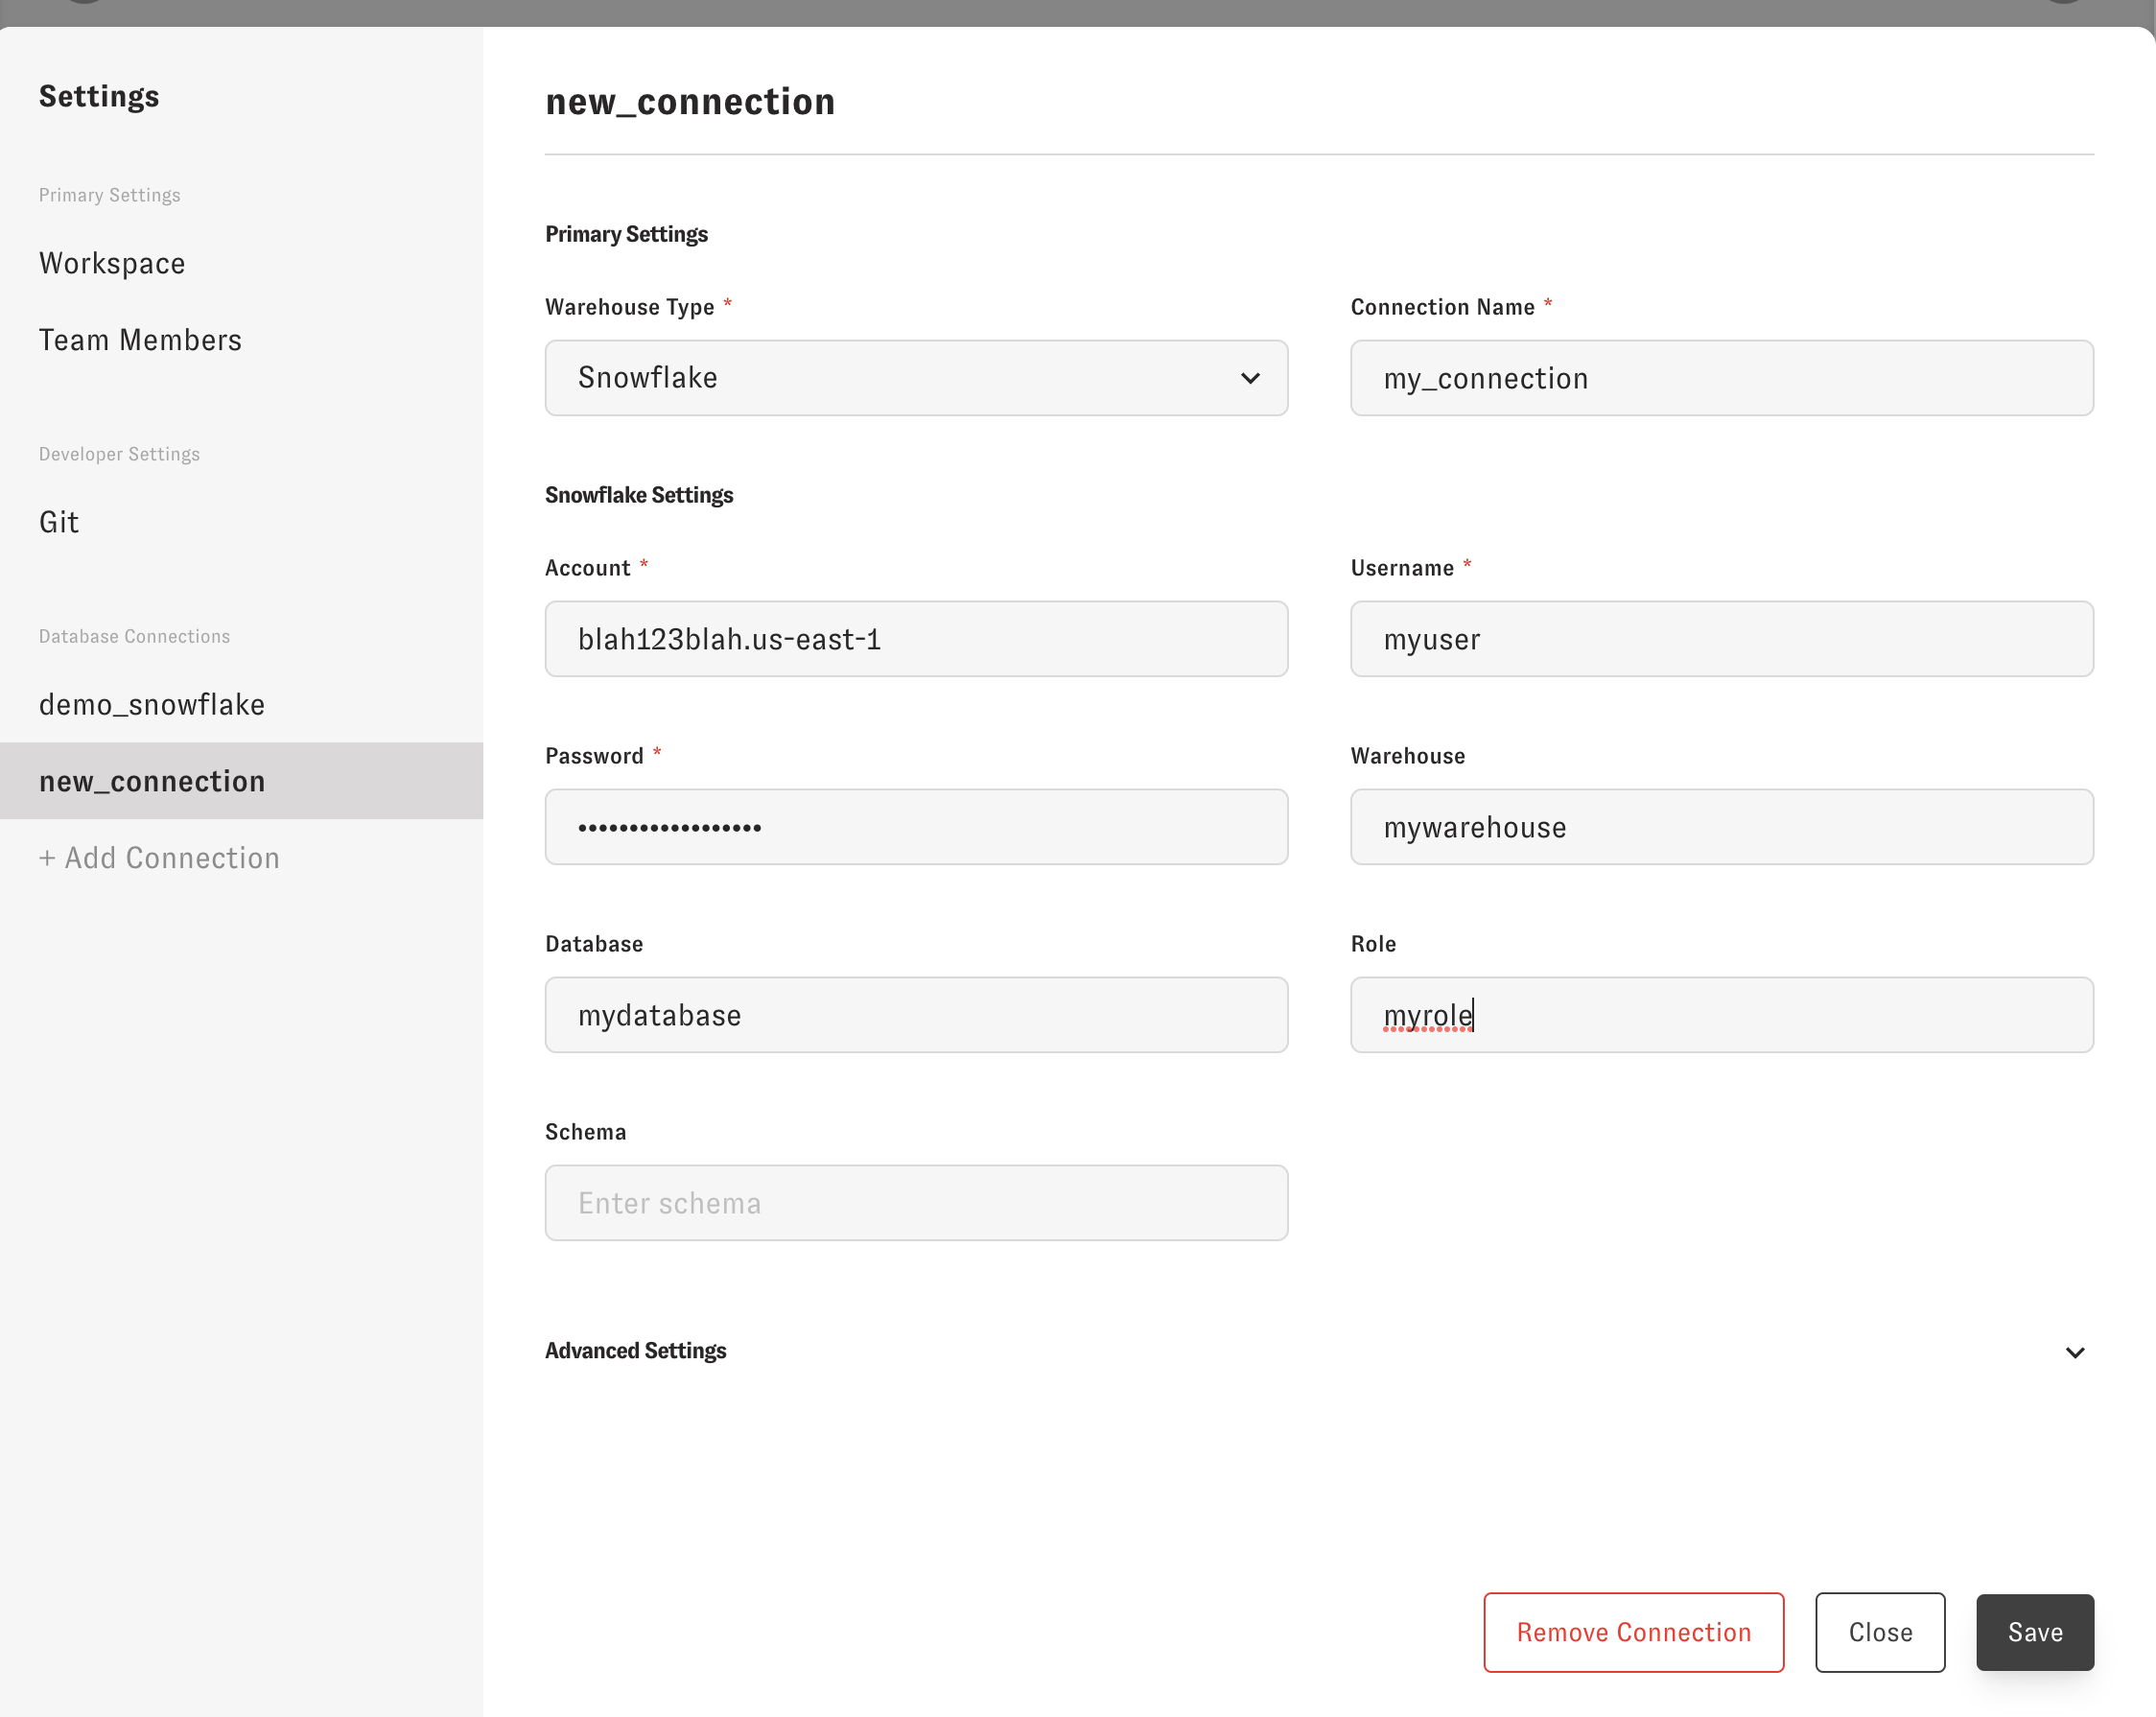 Settings
Primary Settings
Workspace
Team Members
Developer Settings
Git
Database Connections
demo_snowflake
new_connection
+ Add Connection
new_connection
Primary Settings
Warehouse Type *
Connection Name *
Snowflake
my_connection
Snowflake Settings
Account *
Username *
blah123blah.us-east-1
myuser
Password *
Warehouse
••••••••••••••••••
mywarehouse
Database
Role
mydatabase
myrole
Schema
Enter schema
Advanced Settings
Remove Connection
Close
Save